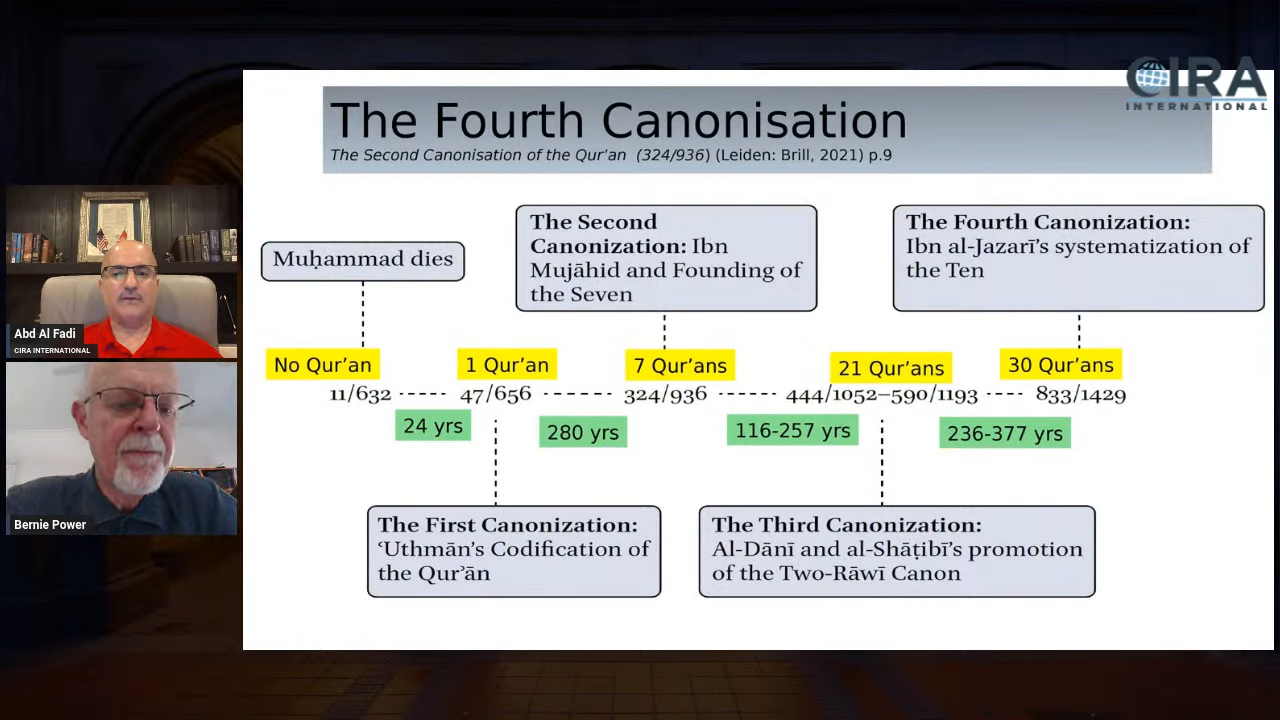 CIRA
INTERNATIONAL
The Fourth Canonisation
The Second Canonisation of the Qur’an (324/936) (Leiden: Brill, 2021) p.9
Muḥammad dies
The Second
Canonization: Ibn
Mujāhid and Founding of
the Seven
The Fourth Canonization:
Ibn al-Jazarī’s systematization of
the Ten
No Qur’an
1 Qur’an
7 Qur’ans
21 Qur’ans
30 Qur’ans
11/632
47/656
324/936
444/1052–590/1193
833/1429
24 yrs
280 yrs
116-257 yrs
236-377 yrs
The First Canonization:
ʿUthmān’s Codification of
the Qurʾān
The Third Canonization:
Al-Dānī and al-Shāṭibī’s promotion
of the Two-Rāwī Canon
Abd Al Fadi
CIRA INTERNATIONAL
Bernie Power